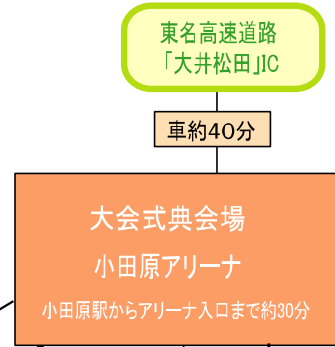 東名高速道路
「大井松田」IC
車約40分
大会式典会場
小田原アリーナ
小田原駅からアリーナ入口まで約30分